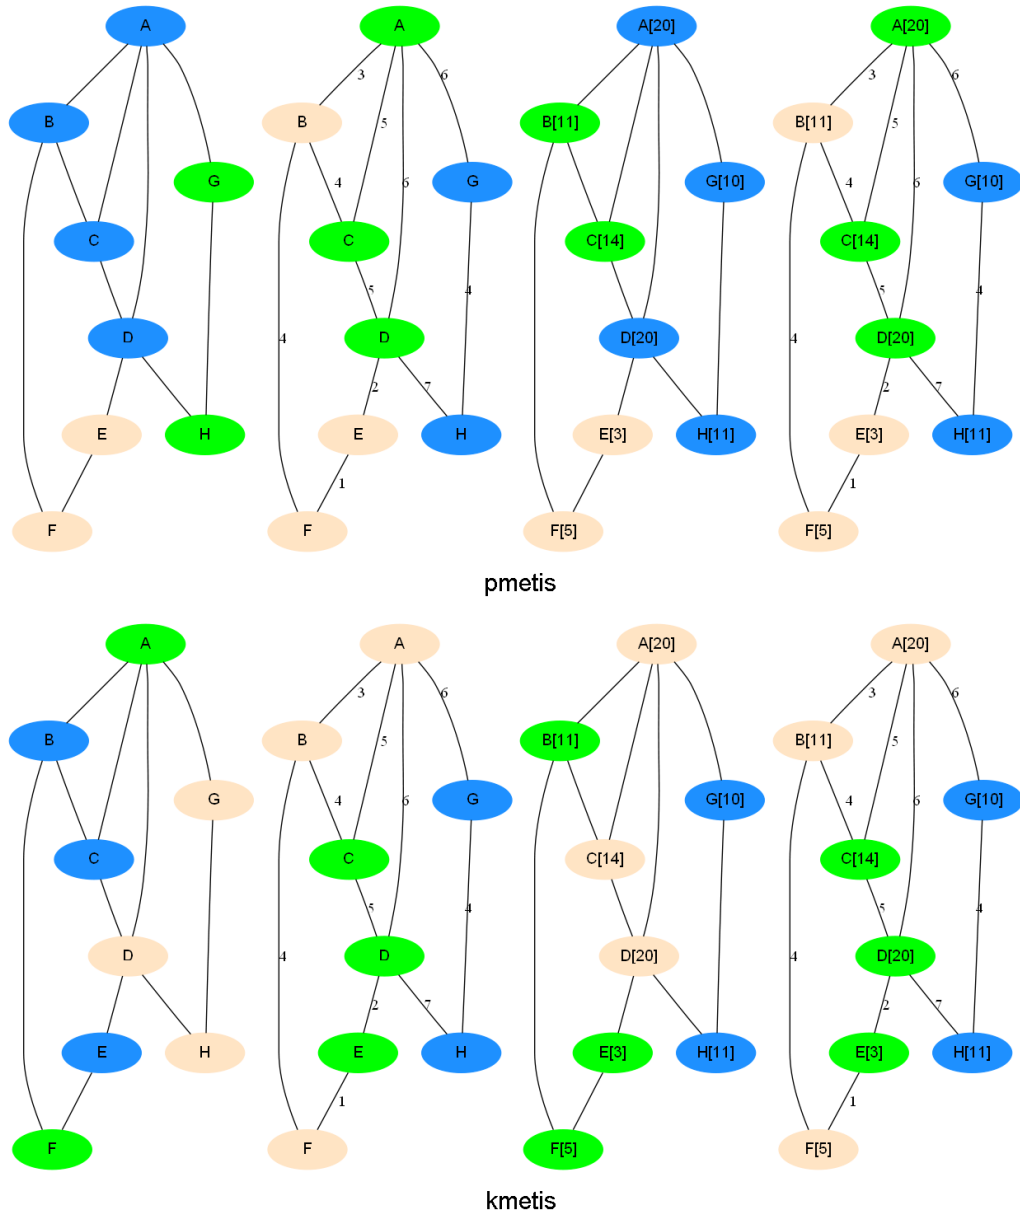 A A A[20] A[20]
3 6 3 6
B B B[11] 5 B[11] 5
G 4 6 G G[10] 4 6 G[10]
C C C[14] C[14]
5 4 5 4
D 4 D D[20] 4 D[20]
2 7 2 7
E H E H E[3] H[11] E[3] H[11]
1 1
F F F[5] F[5]
pmetis
A A A[20] A[20]
3 6 3 6
B B 5 B[11] B[11] 5
G 4 6 G G[10] 4 6 G[10]
C C C[14] C[14]
5 4 5 4
D 4 D D[20] 4 D[20]
2 7 2 7
E H E H E[3] H[11] E[3] H[11]
1 1
F F F[5] F[5]
kmetis